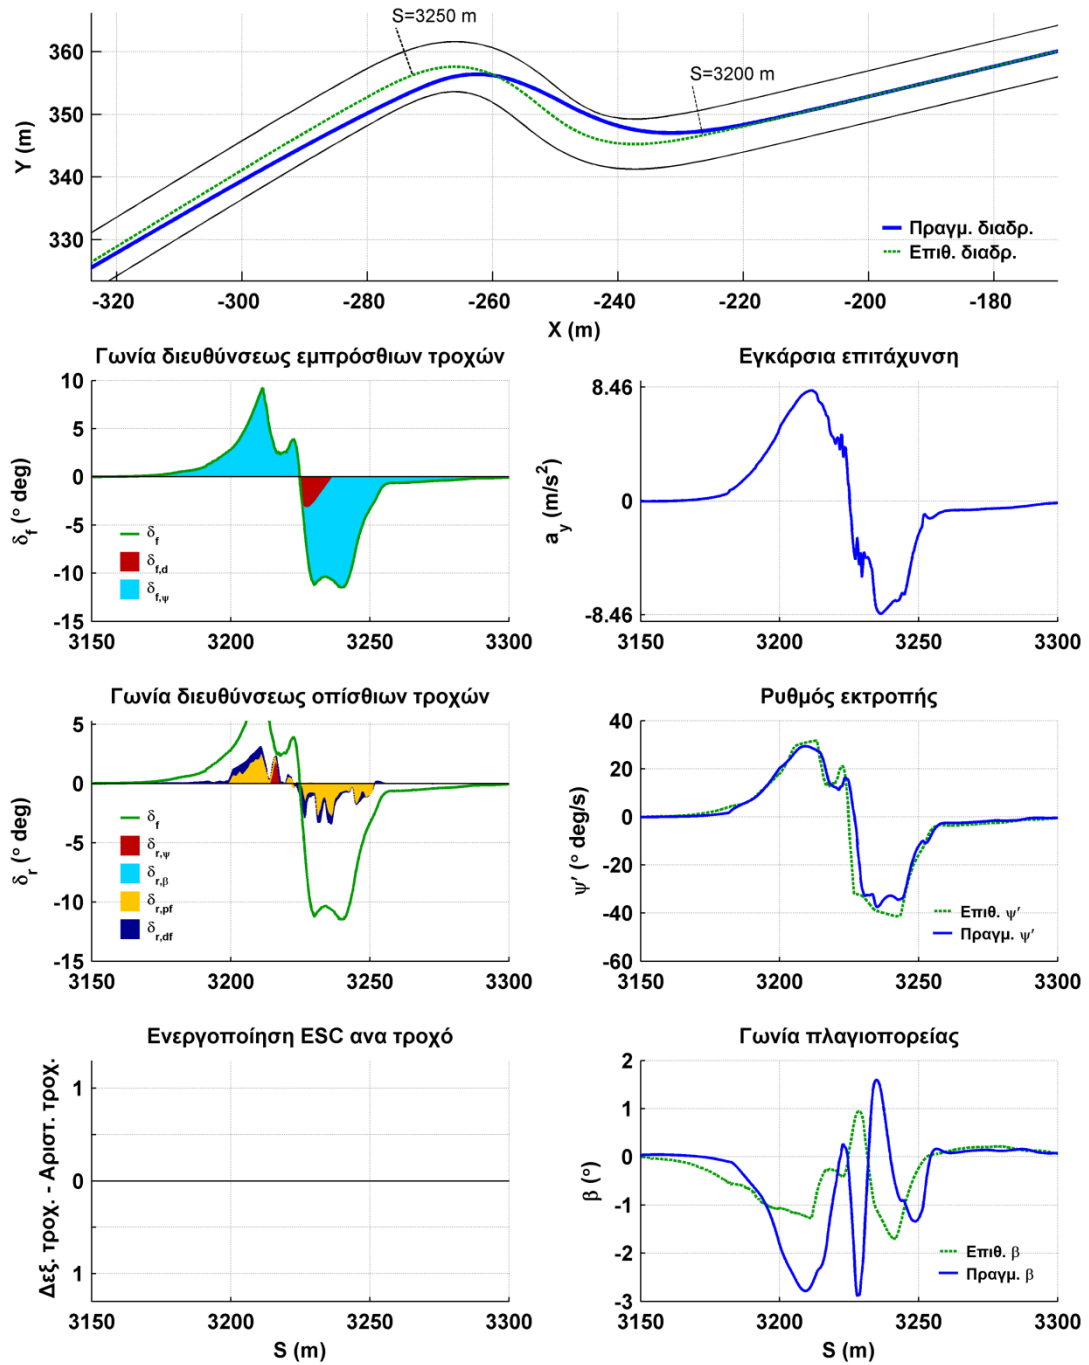 S=3250 m
S=3200 m
360
350
340
330
Y (m)
Πραγμ. διαδρ.
Επιθ. διαδρ.
-320 -300 -280 -260 -240 -220 -200 -180
X (m)
Γωνία διευθύνσεως εμπρόσθιων τροχών
10
5
0
-5
-10
-15
δf (° deg)
δf
δf,d
δf,ψ
3150 3200 3250 3300
Εγκάρσια επιτάχυνση
8.46
0
-8.46
ay (m/s²)
3150 3200 3250 3300
Γωνία διευθύνσεως οπίσθιων τροχών
5
0
-5
-10
-15
δr (° deg)
δf
δr,ψ
δr,β
δr,pf
δr,df
3150 3200 3250 3300
Ρυθμός εκτροπής
40
20
0
-20
-40
-60
ψ′ (° deg/s)
Επιθ. ψ′
Πραγμ. ψ′
3150 3200 3250 3300
Ενεργοποίηση ESC ανα τροχό
1
0
1
Δεξ. τροχ. - Αριστ. τροχ.
3150 3200 3250 3300
S (m)
Γωνία πλαγιοπορείας
2
1
0
-1
-2
-3
β (°)
Επιθ. β
Πραγμ. β
3150 3200 3250 3300
S (m)